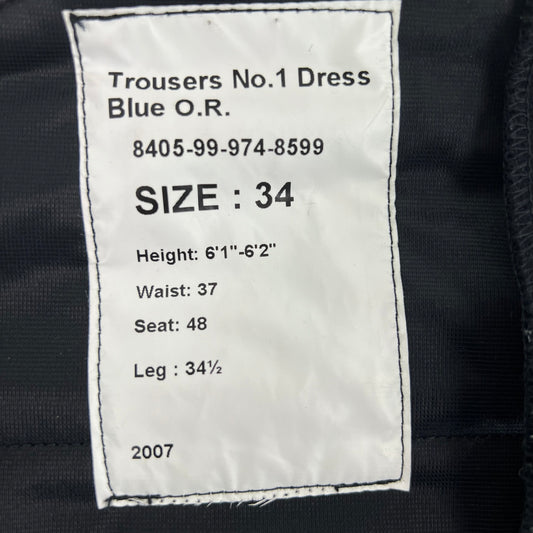 Trousers No.1 Dress
Blue O.R.
8405-99-974-8599
SIZE : 34
Height: 6'1"-6'2"
Waist: 37
Seat: 48
Leg : 34½
2007